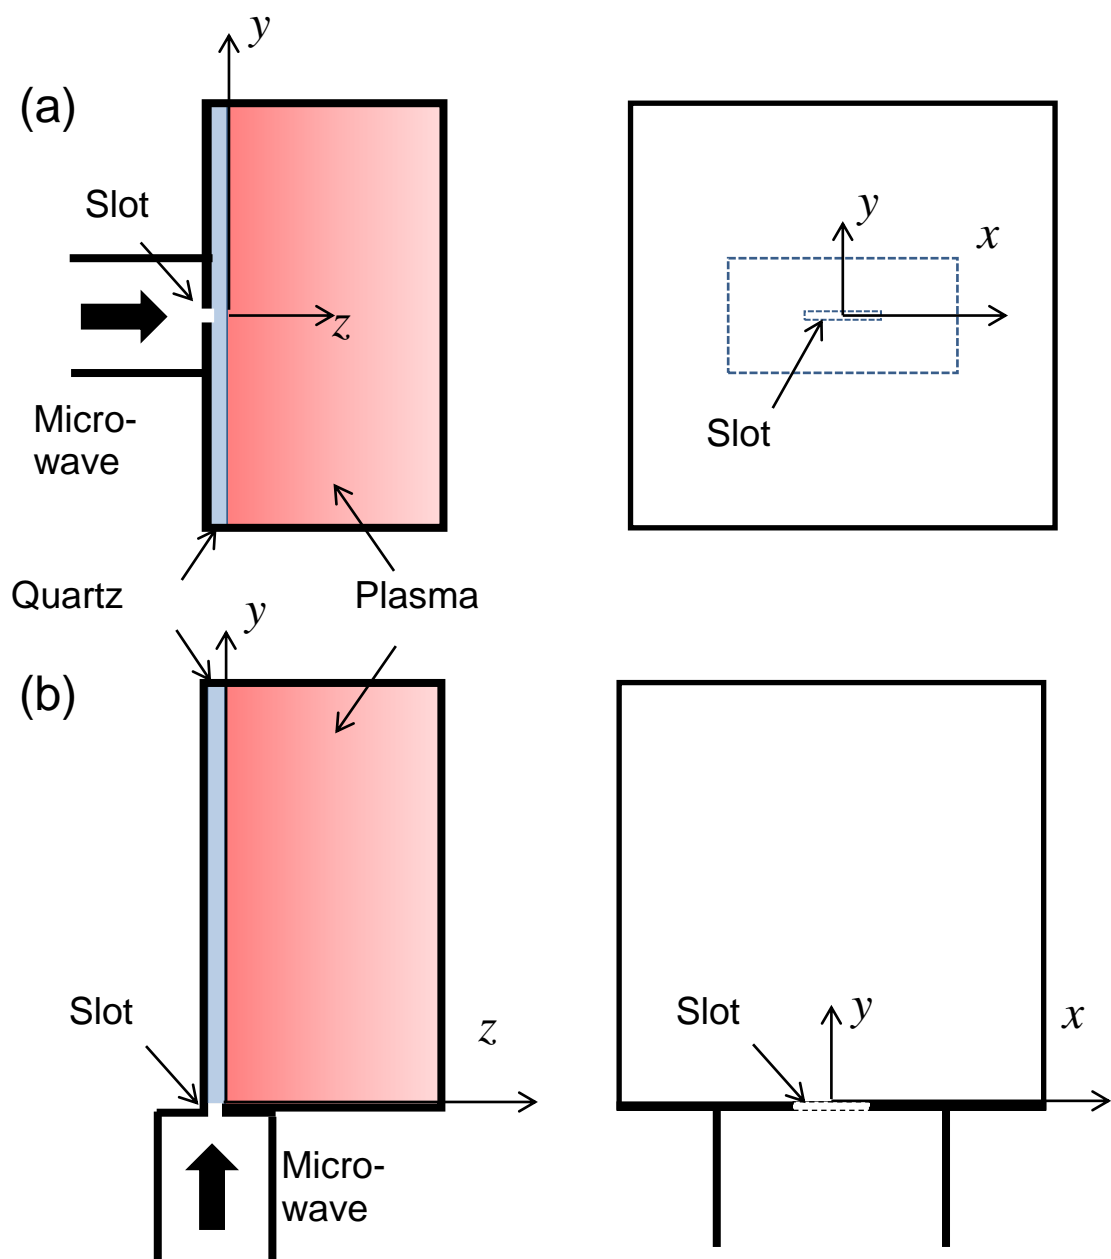 y
(a)
Slot
y
x
z
Slot
Micro-
wave
Quartz
Plasma
y
(b)
Slot
z
Slot
y
x
Micro-
wave